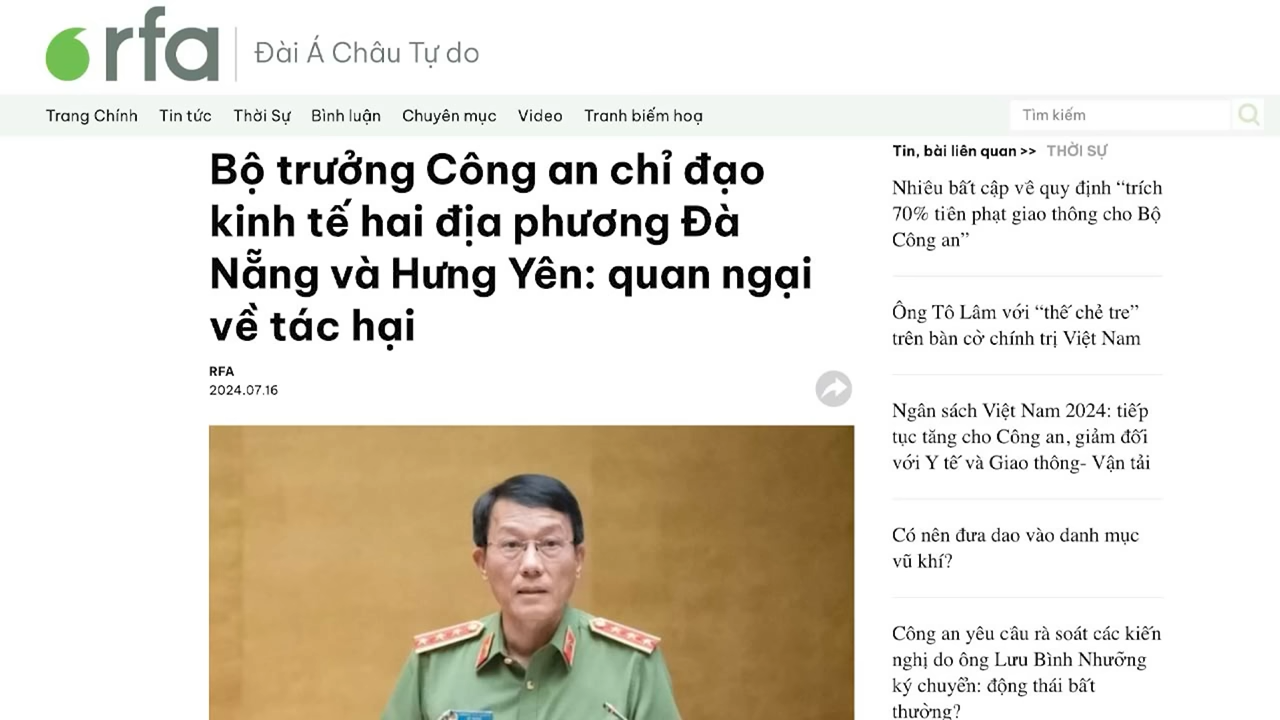 rfa
Đài Á Châu Tự do
Trang Chính Tin tức Thời Sự Bình luận Chuyên mục Video Tranh biếm hoạ
Tìm kiếm
Bộ trưởng Công an chỉ đạo
kinh tế hai địa phương Đà
Nẵng và Hưng Yên: quan ngại
về tác hại
RFA
2024.07.16
Tin, bài liên quan >> THỜI SỰ
Nhiêu bất cập vê quy định “trích
70% tiên phạt giao thông cho Bộ
Công an”
Ông Tô Lâm với “thế chẻ tre”
trên bàn cờ chính trị Việt Nam
Ngân sách Việt Nam 2024: tiếp
tục tăng cho Công an, giảm đối
với Y tế và Giao thông- Vận tải
Có nên đưa dao vào danh mục
vũ khí?
Công an yêu câu rà soát các kiến
nghị do ông Lưu Bình Nhưỡng
ký chuyển: động thái bất
thường?